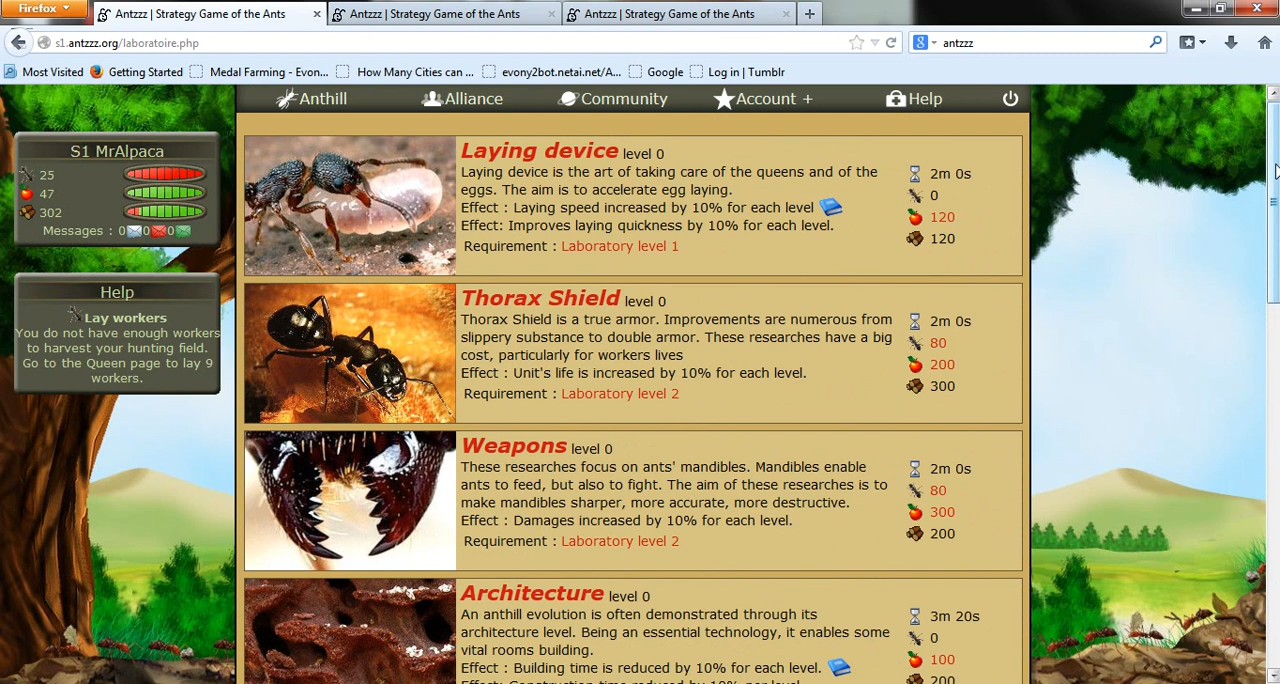 Firefox
Antzzz | Strategy Game of the Ants
Antzzz | Strategy Game of the Ants
Antzzz | Strategy Game of the Ants
s1.antzzz.org/laboratoire.php
antzzz
Most Visited
Getting Started
Medal Farming - Evon...
How Many Cities can ...
evony2bot.netai.net/A...
Google
Log in | Tumblr
Anthill
Alliance
Community
Account +
Help
S1 MrAlpaca
25
47
302
Messages : 0 0 0
Help
Lay workers
You do not have enough workers
to harvest your hunting field.
Go to the Queen page to lay 9
workers.
Laying device level 0
Laying device is the art of taking care of the queens and of the
eggs. The aim is to accelerate egg laying.
Effect : Laying speed increased by 10% for each level
Effect: Improves laying quickness by 10% for each level.
Requirement : Laboratory level 1
2m 0s
0
120
120
Thorax Shield level 0
Thorax Shield is a true armor. Improvements are numerous from
slippery substance to double armor. These researches have a big
cost, particularly for workers lives
Effect : Unit's life is increased by 10% for each level.
Requirement : Laboratory level 2
2m 0s
80
200
300
Weapons level 0
These researches focus on ants' mandibles. Mandibles enable
ants to feed, but also to fight. The aim of these researches is to
make mandibles sharper, more accurate, more destructive.
Effect : Damages increased by 10% for each level.
Requirement : Laboratory level 2
2m 0s
80
300
200
Architecture level 0
An anthill evolution is often demonstrated through its
architecture level. Being an essential technology, it enables some
vital rooms building.
Effect : Building time is reduced by 10% for each level.
Effect: Construction time reduced by 10% per level.
3m 20s
0
100
200